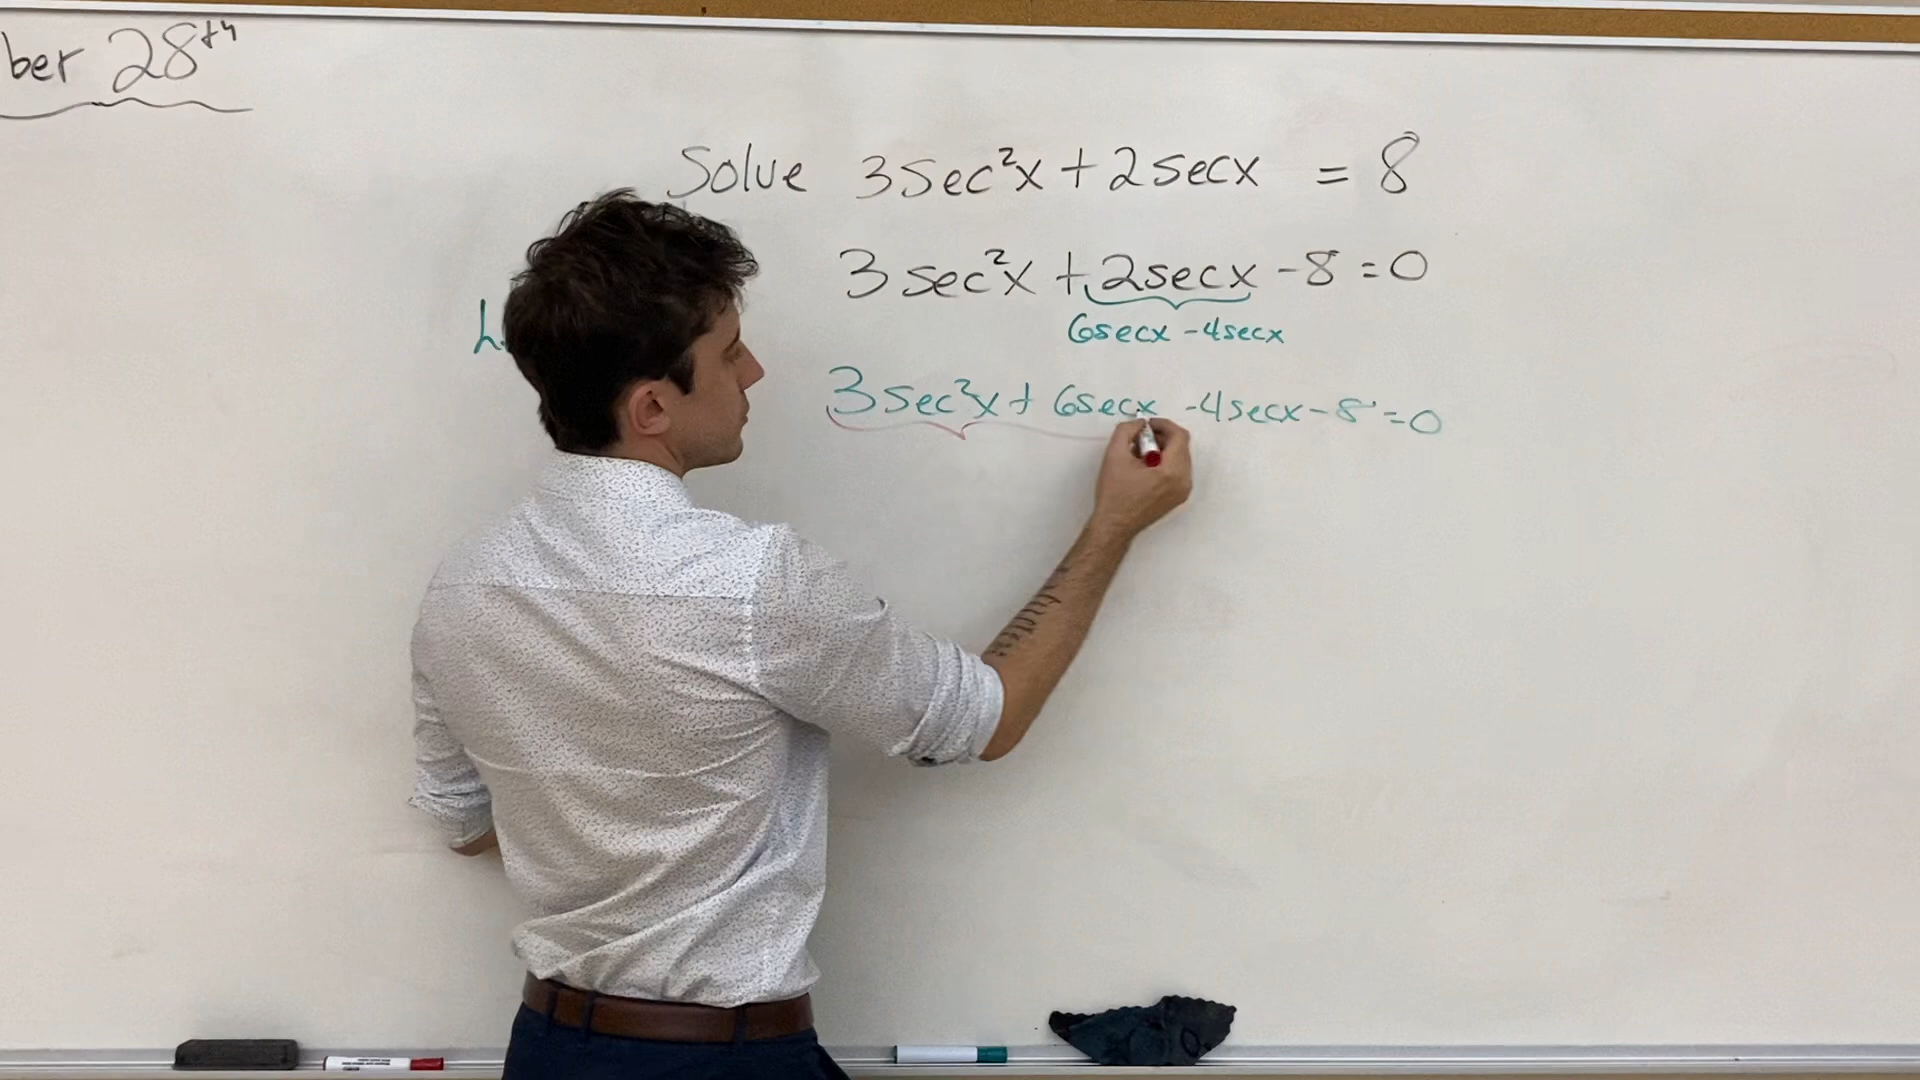 ber 28th
Solve 3sec²x + 2secx = 8
3sec²x + 2secx - 8 = 0
6secx - 4secx
3sec²x + 6secx - 4secx - 8 = 0